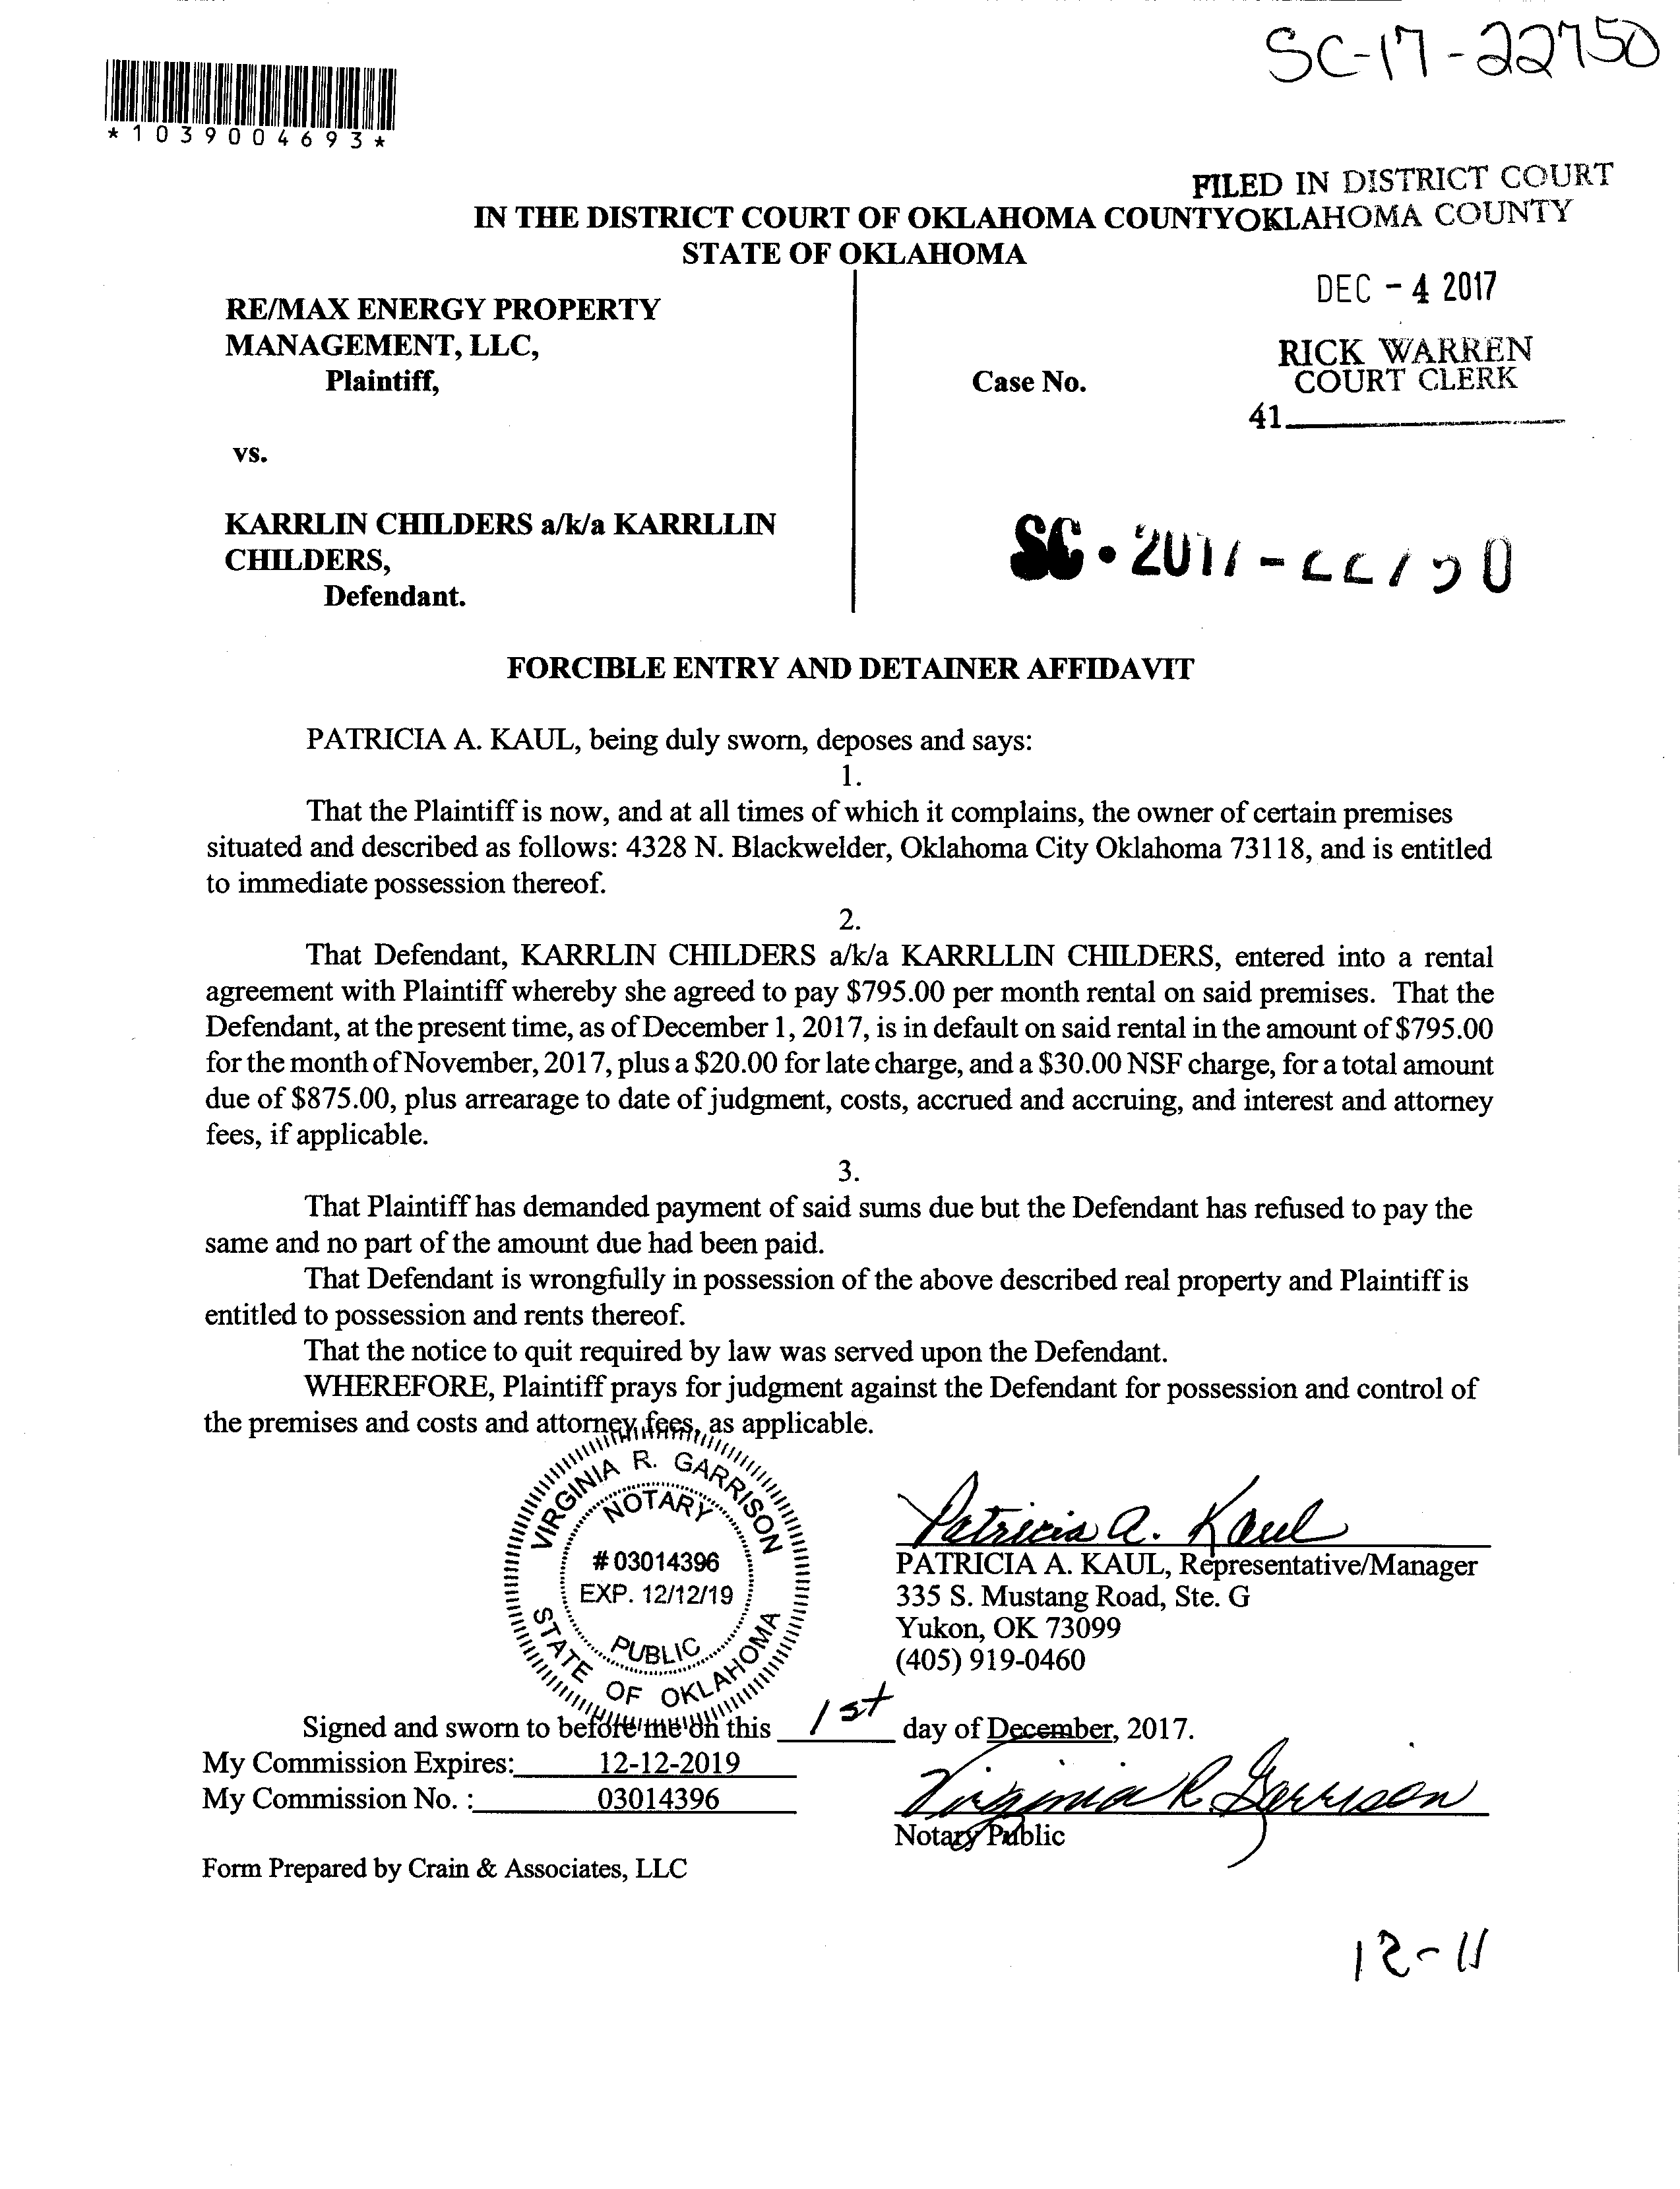 SC-17-22750
*1039004693*
FILED IN DISTRICT COURT
IN THE DISTRICT COURT OF OKLAHOMA COUNTY OKLAHOMA COUNTY
STATE OF OKLAHOMA
DEC - 4 2017
RE/MAX ENERGY PROPERTY
MANAGEMENT, LLC,
RICK WARREN
Plaintiff,
Case No.
COURT CLERK
41
vs.
KARRLIN CHILDERS a/k/a KARRLLIN
CHILDERS,
SC-2017-22750
Defendant.
FORCIBLE ENTRY AND DETAINER AFFIDAVIT
PATRICIA A. KAUL, being duly sworn, deposes and says:
1.
That the Plaintiff is now, and at all times of which it complains, the owner of certain premises
situated and described as follows: 4328 N. Blackwelder, Oklahoma City Oklahoma 73118, and is entitled
to immediate possession thereof.
2.
That Defendant, KARRLIN CHILDERS a/k/a KARRLLIN CHILDERS, entered into a rental
agreement with Plaintiff whereby she agreed to pay $795.00 per month rental on said premises. That the
Defendant, at the present time, as of December 1, 2017, is in default on said rental in the amount of $795.00
for the month of November, 2017, plus a $20.00 for late charge, and a $30.00 NSF charge, for a total amount
due of $875.00, plus arrearage to date of judgment, costs, accrued and accruing, and interest and attorney
fees, if applicable.
3.
That Plaintiff has demanded payment of said sums due but the Defendant has refused to pay the
same and no part of the amount due had been paid.
That Defendant is wrongfully in possession of the above described real property and Plaintiff is
entitled to possession and rents thereof.
That the notice to quit required by law was served upon the Defendant.
WHEREFORE, Plaintiff prays for judgment against the Defendant for possession and control of
the premises and costs and attorney fees, as applicable.
VIRGINIA R. GARRISON
NOTARY
# 03014396
EXP. 12/12/19
PUBLIC
STATE OF OKLAHOMA
Patricia A. Kaul
PATRICIA A. KAUL, Representative/Manager
335 S. Mustang Road, Ste. G
Yukon, OK 73099
(405) 919-0460
Signed and sworn to before me on this 1st day of December, 2017.
My Commission Expires: 12-12-2019
My Commission No. : 03014396
Virginia R. Garrison
Notary Public
Form Prepared by Crain & Associates, LLC
12-11